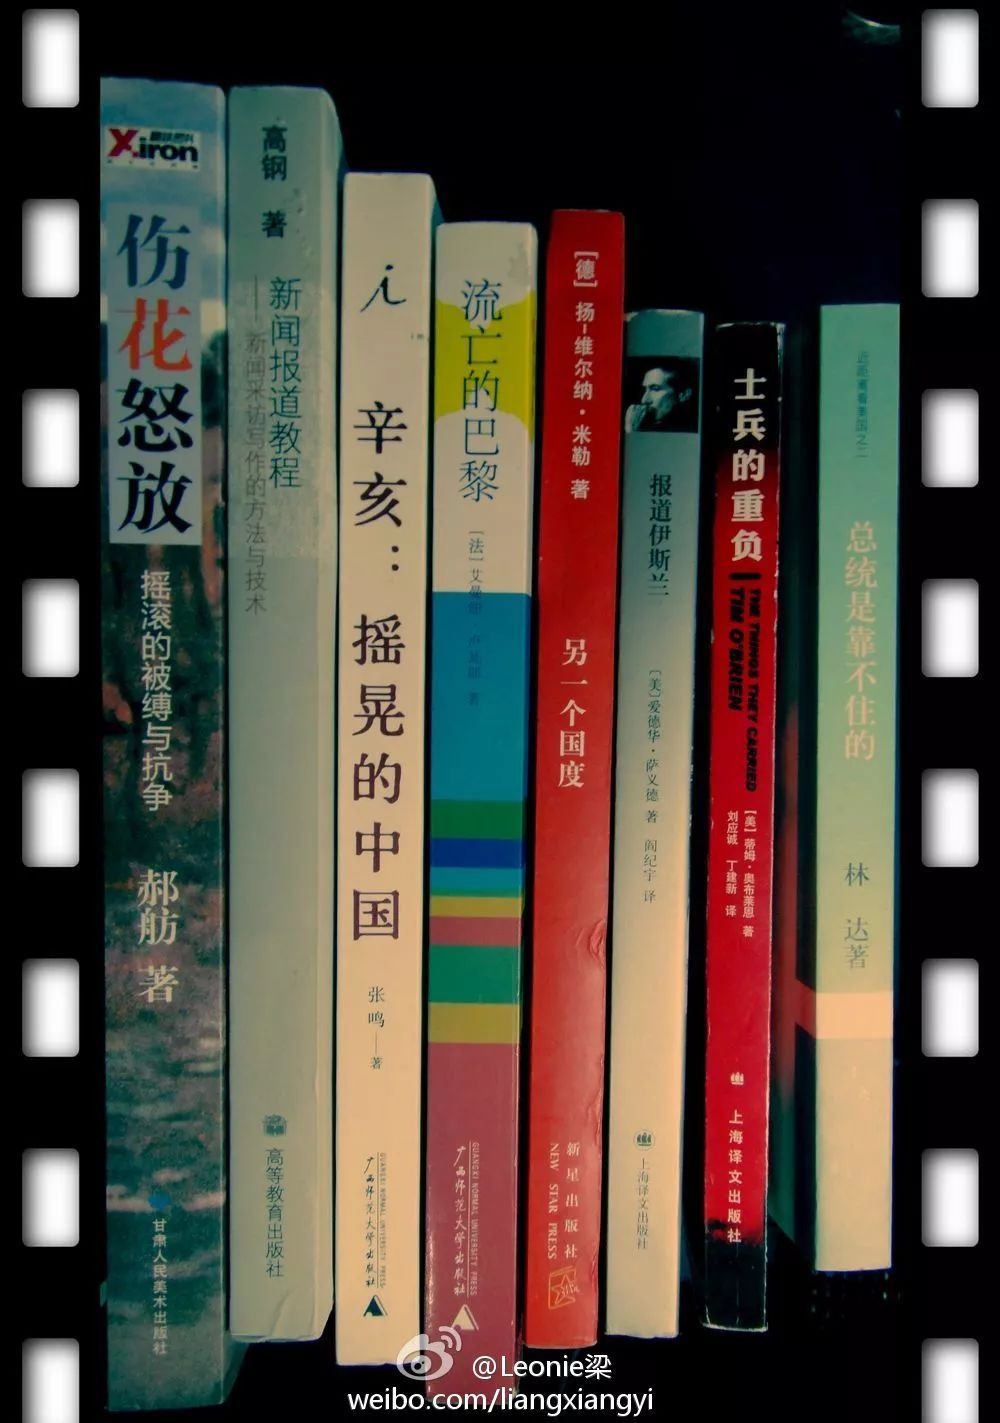 X.iron
伤花怒放
摇滚的被缚与抗争
郝舫 著
甘肃人民美术出版社
高钢 著
新闻报道教程
——新闻采访写作的方法与技术
高等教育出版社
辛亥：摇晃的中国
张鸣——著
GUANGXI NORMAL UNIVERSITY PRESS
广西师范大学出版社
流亡的巴黎
[法] 艾曼 著
GUANGXI NORMAL UNIVERSITY PRESS
广西师范大学出版社
[德] 扬-维尔纳·米勒 著
另一个国度
新星出版社
NEW STAR PRESS
报道伊斯兰
[美] 爱德华·萨义德 著
阎纪宇 译
上海译文出版社
士兵的重负
THE THINGS THEY CARRIED
TIM O'BRIEN
[美] 蒂姆·奥布莱恩 著
刘应诚 丁建新 译
上海译文出版社
近距离看美国之二
总统是靠不住的
林达著
@Leonie梁
weibo.com/liangxiangyi